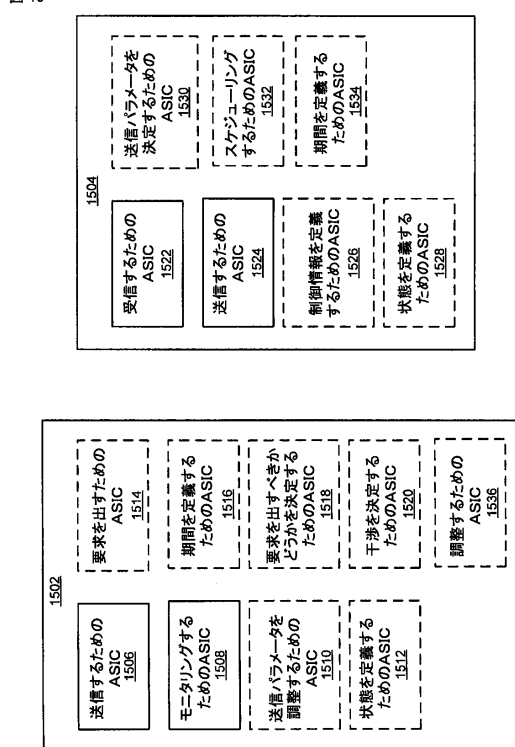 1502
送信するための
ASIC
1506
要求を出すための
ASIC
1514
モニタリングする
ためのASIC
1508
期間を定義する
ためのASIC
1516
送信パラメータを
調整するための
ASIC
1510
要求を出すべきか
どうかを決定する
ためのASIC
1518
状態を定義する
ためのASIC
1512
干渉を決定する
ためのASIC
1520
調整するための
ASIC
1536
1504
受信するための
ASIC
1522
送信パラメータを
決定するための
ASIC
1530
送信するための
ASIC
1524
スケジューリング
するためのASIC
1532
制御情報を定義
するためのASIC
1526
期間を定義する
ためのASIC
1534
状態を定義する
ためのASIC
1528